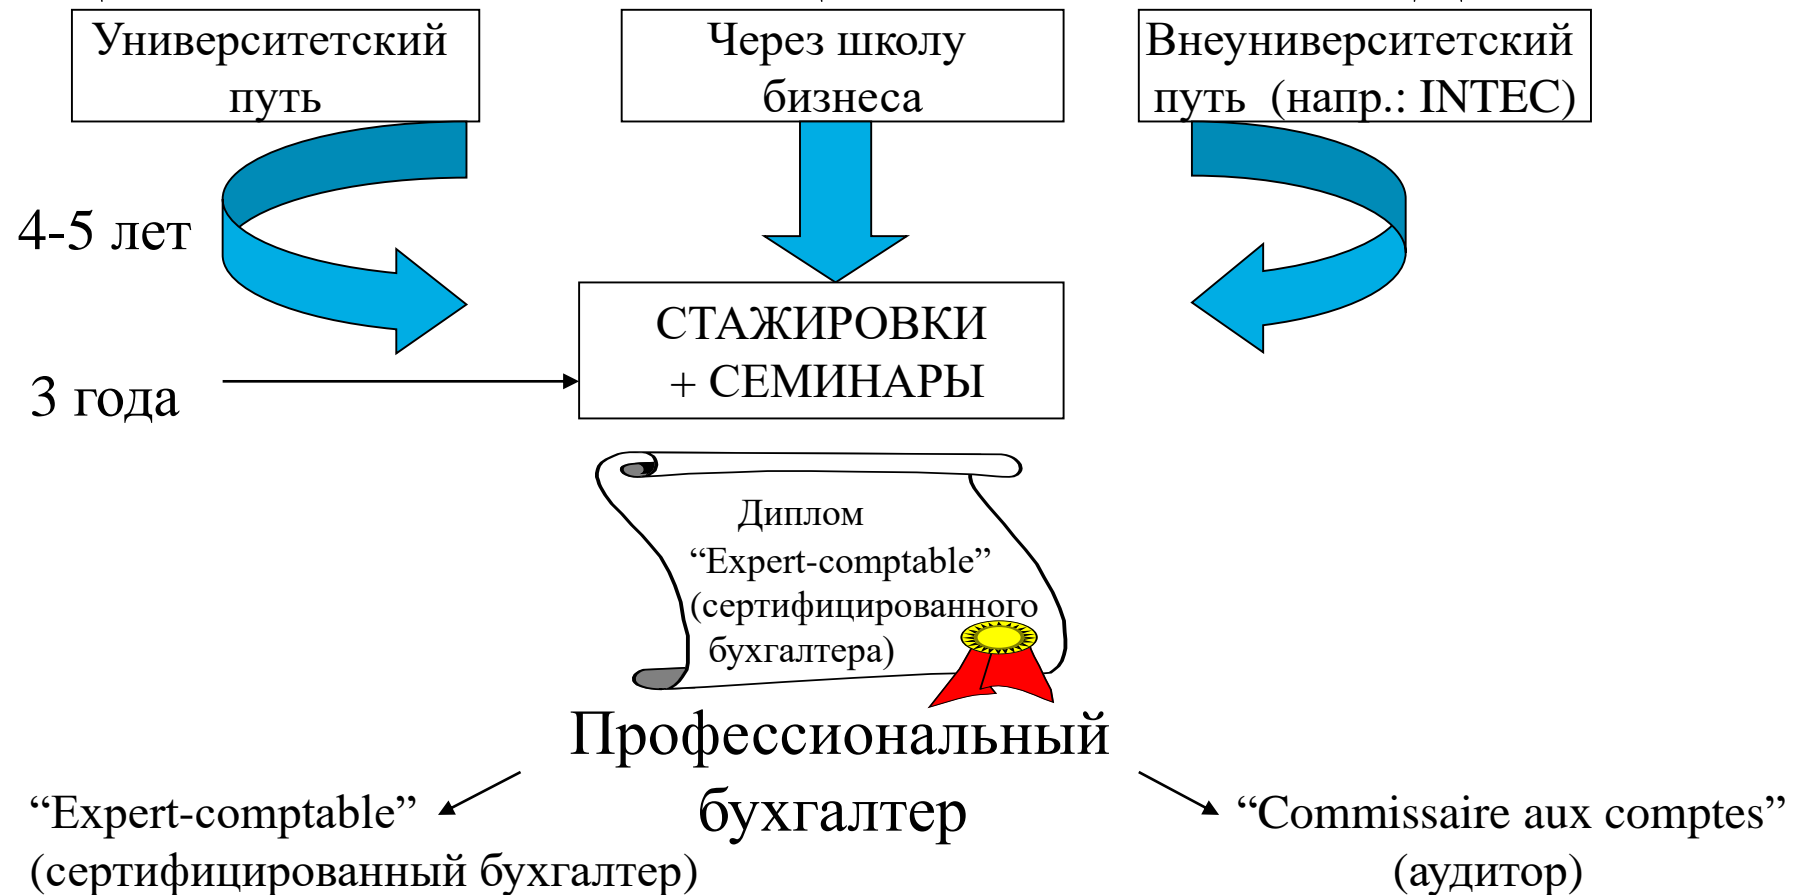 Университетский
путь
Через школу
бизнеса
Внеуниверситетский
путь (напр.: INTEC)
4-5 лет
СТАЖИРОВКИ
+ СЕМИНАРЫ
3 года
Диплом
“Expert-comptable”
(сертифицированного
бухгалтера)
Профессиональный
бухгалтер
“Expert-comptable”
(сертифицированный бухгалтер)
“Commissaire aux comptes”
(аудитор)